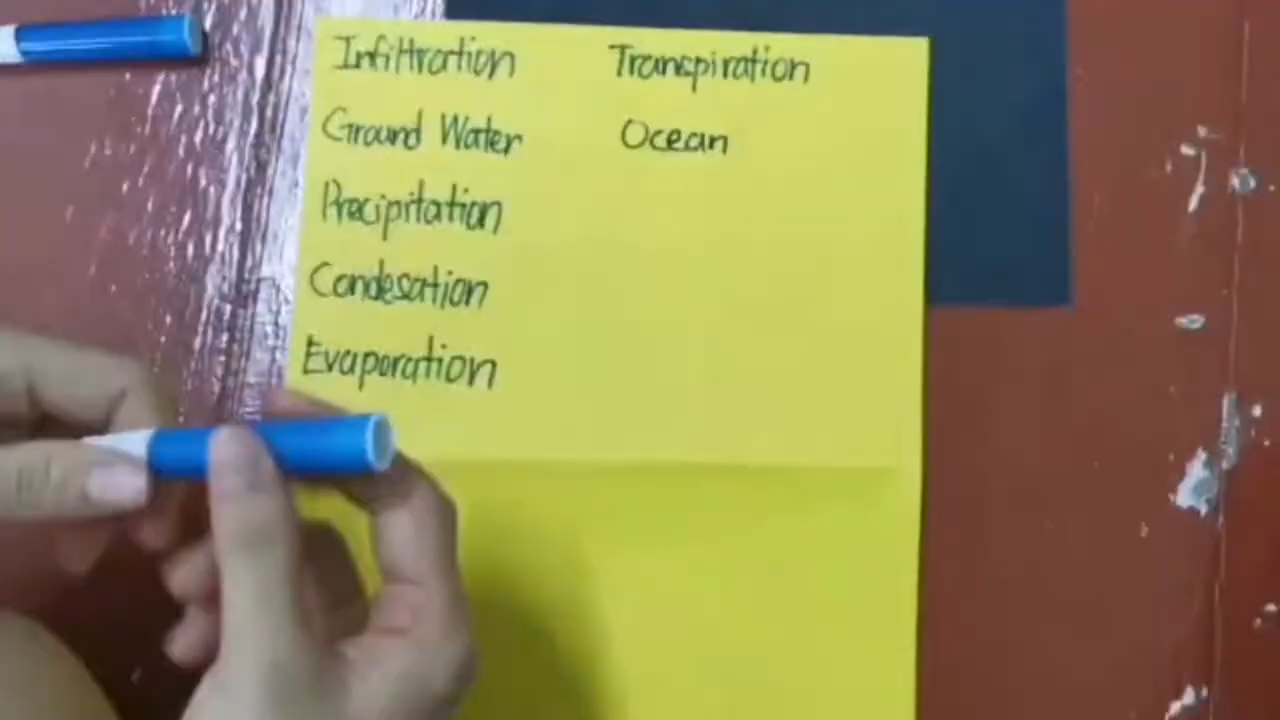 Infiltration Transpiration
Ground Water Ocean
Precipitation
Condesation
Evaporation